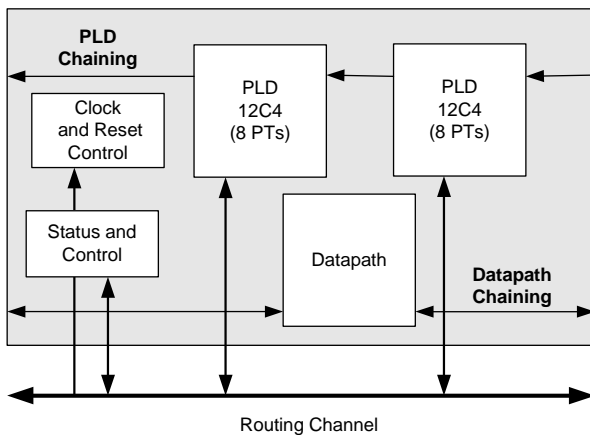 PLD
Chaining
PLD
12C4
(8 PTs)
PLD
12C4
(8 PTs)
Clock
and Reset
Control
Status and
Control
Datapath
Datapath
Chaining
Routing Channel